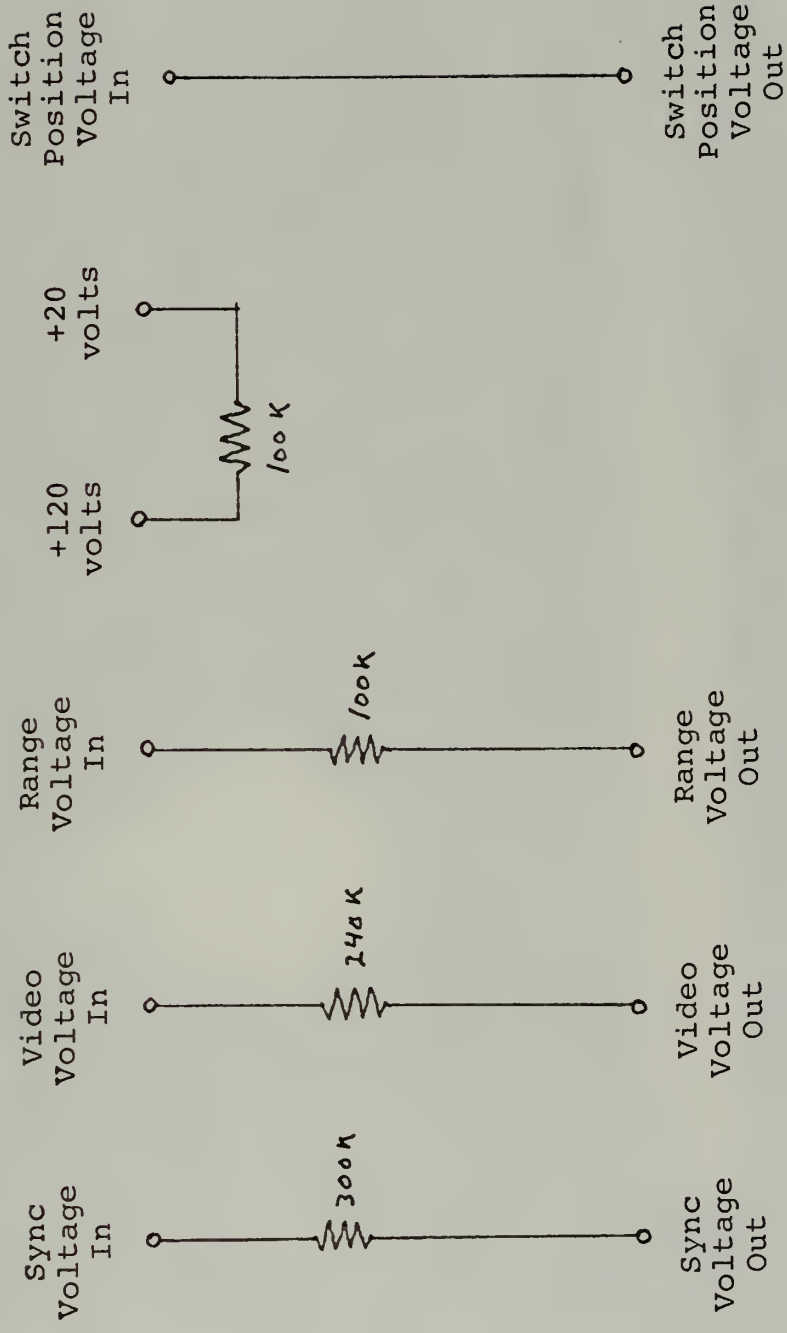 Sync
Voltage
In
Video
Voltage
In
Range
Voltage
In
+120
volts
+20
volts
Switch
Position
Voltage
In
300K
240K
100K
100K
Sync
Voltage
Out
Video
Voltage
Out
Range
Voltage
Out
Switch
Position
Voltage
Out